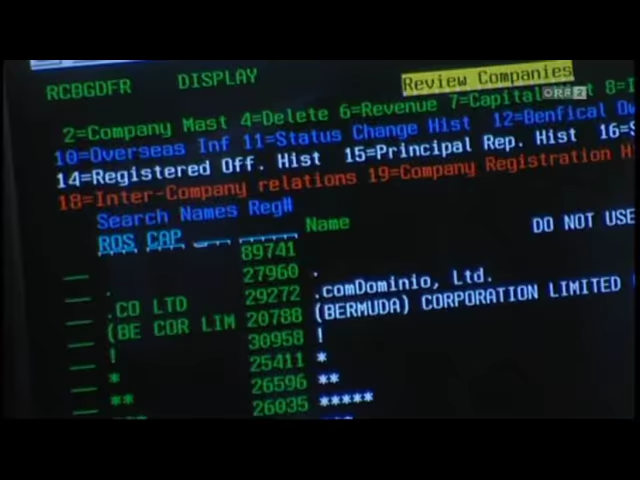 RCBGDFR DISPLAY Review Companies
ORF 2
2=Company Mast 4=Delete 6=Revenue 7=Capital
10=Overseas Inf 11=Status Change Hist 12=Benfical
14=Registered Off. Hist 15=Principal Rep. Hist 16=
18=Inter-Company relations 19=Company Registration
Search Names Reg#
ROS CAP Name DO NOT USE
89741
. 27960 .
.CO LTD 29272 .comDominio, Ltd.
(BE COR LIM 20788 (BERMUDA) CORPORATION LIMITED
! 30958 !
* 25411 *
** 26596 **
26035 *****